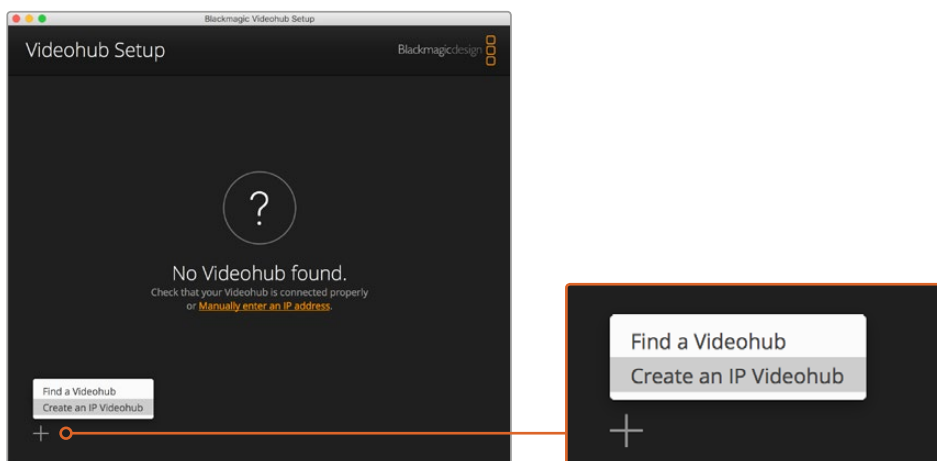 Blackmagic Videohub Setup
Videohub Setup
Blackmagicdesign
?
No Videohub found.
Check that your Videohub is connected properly
or Manually enter an IP address.
Find a Videohub
Create an IP Videohub
Find a Videohub
Create an IP Videohub